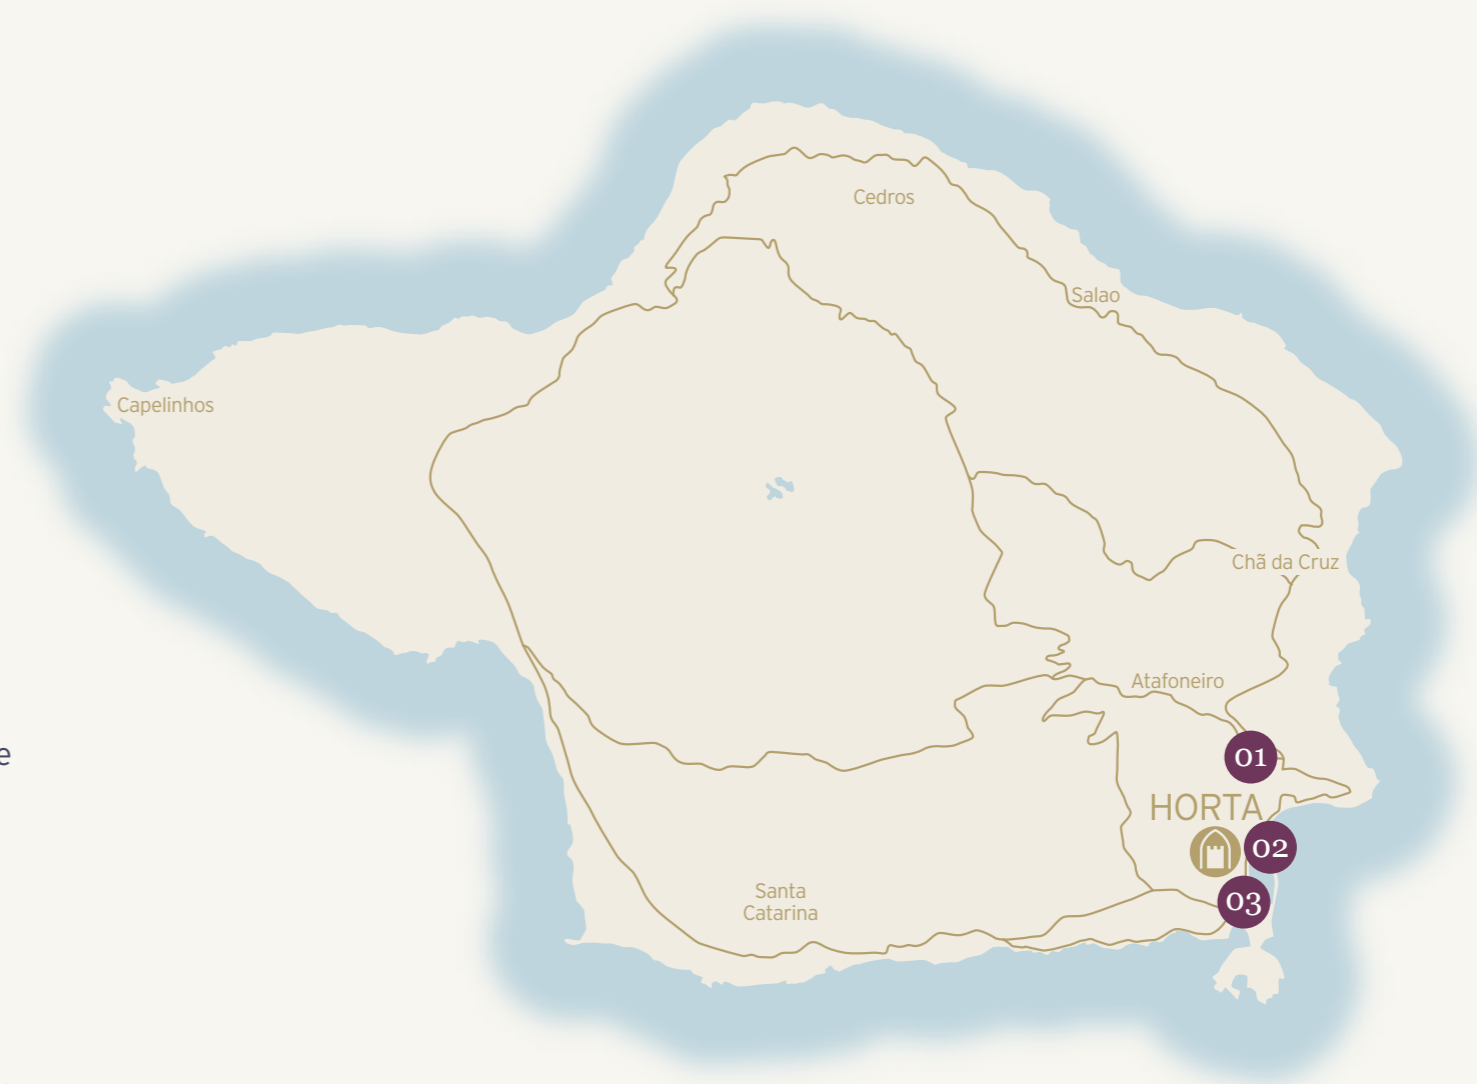 Cedros
Salao
Capelinhos
Chã da Cruz
Atafoneiro
e
01
HORTA
02
03
Santa
Catarina